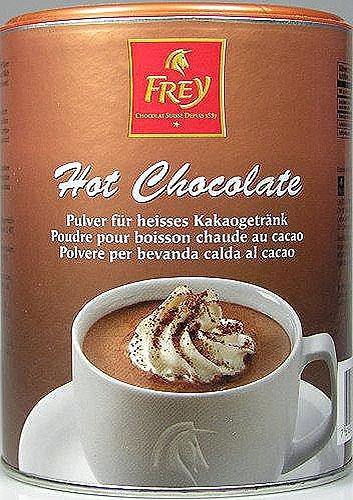 FREY
CHOCOLAT SUISSE DEPUIS 1887
Hot Chocolate
Pulver für heisses Kakaogetränk
Poudre pour boisson chaude au cacao
Polvere per bevanda calda al cacao